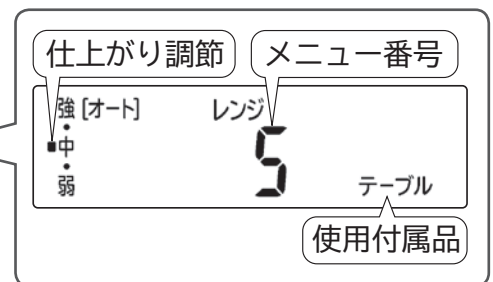 仕上がり調節 メニュー番号
強 [オート] レンジ
中 5
弱 テーブル
使用付属品